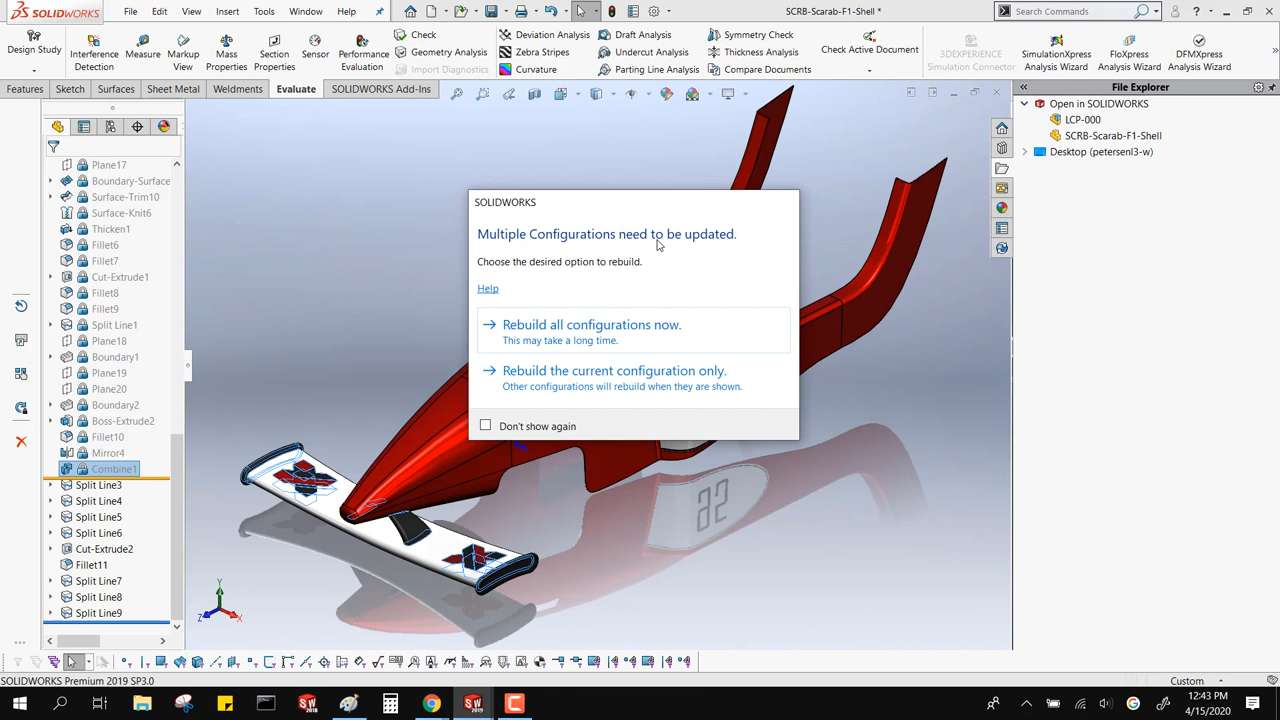 SOLIDWORKS File Edit View Insert Tools Window Help SCRB-Scarab-F1-Shell * Search Commands
Design Study Interference Detection Measure Markup View Mass Properties Section Properties Sensor Performance Evaluation
Check Deviation Analysis Draft Analysis Symmetry Check Check Active Document 3DEXPERIENCE Simulation Connector SimulationXpress Analysis Wizard FloXpress Analysis Wizard DFMXpress Analysis Wizard
Geometry Analysis Zebra Stripes Undercut Analysis Thickness Analysis
Import Diagnostics Curvature Parting Line Analysis Compare Documents
Features Sketch Surfaces Sheet Metal Weldments Evaluate SOLIDWORKS Add-Ins
File Explorer
Open in SOLIDWORKS
LCP-000
SCRB-Scarab-F1-Shell
Desktop (petersenl3-w)
Plane17
Boundary-Surface
Surface-Trim10
Surface-Knit6
Thicken1
Fillet6
Fillet7
Cut-Extrude1
Fillet8
Fillet9
Split Line1
Plane18
Boundary1
Plane19
Plane20
Boundary2
Boss-Extrude2
Fillet10
Mirror4
Combine1
Split Line3
Split Line4
Split Line5
Split Line6
Cut-Extrude2
Fillet11
Split Line7
Split Line8
Split Line9
SOLIDWORKS
Multiple Configurations need to be updated.
Choose the desired option to rebuild.
Help
Rebuild all configurations now.
This may take a long time.
Rebuild the current configuration only.
Other configurations will rebuild when they are shown.
Don't show again
Y
Z
X
SOLIDWORKS Premium 2019 SP3.0 Custom
12:43 PM
4/15/2020